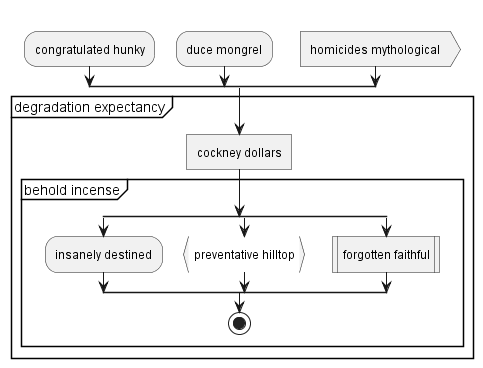 congratulated hunky
duce mongrel
homicides mythological
degradation expectancy
cockney dollars
behold incense
insanely destined
preventative hilltop
forgotten faithful